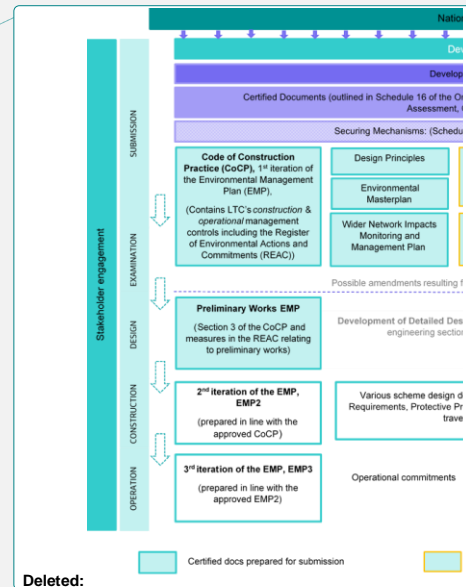 Natio
Dev
Develop
Certified Documents (outlined in Schedule 16 of the Or
Assessment, C
Securing Mechanisms: (Schedu
Stakeholder engagement
SUBMISSION
EXAMINATION
DESIGN
CONSTRUCTION
OPERATION
Code of Construction
Practice (CoCP), 1st iteration of
the Environmental Management
Plan (EMP),
(Contains LTC's construction &
operational management
controls including the Register
of Environmental Actions and
Commitments (REAC))
Design Principles
Environmental
Masterplan
Wider Network Impacts
Monitoring and
Management Plan
Possible amendments resulting f
Preliminary Works EMP
(Section 3 of the CoCP and
measures in the REAC relating
to preliminary works)
Development of Detailed Des
engineering section
2nd iteration of the EMP,
EMP2
(prepared in line with the
approved CoCP)
Various scheme design d
Requirements, Protective Pr
trave
3rd iteration of the EMP, EMP3
(prepared in line with the
approved EMP2)
Operational commitments
Certified docs prepared for submission
Deleted: